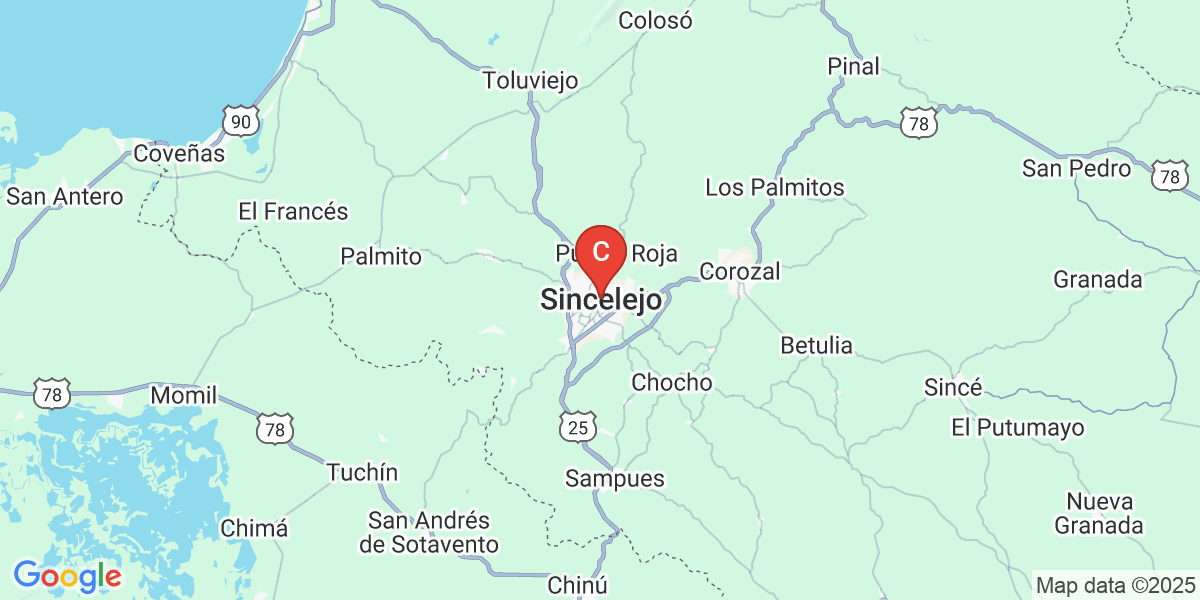 Colosó
Pinal
Toluviejo
90
78
Coveñas
San Pedro
78
San Antero
Los Palmitos
El Francés
C
Roja
Palmito
Corozal
Granada
Sincelejo
Betulia
Chocho
Sincé
78
Momil
78
25
El Putumayo
Tuchín
Sampues
Nueva
Granada
San Andrés
de Sotavento
Chimá
Chinú
Google
Map data ©2025